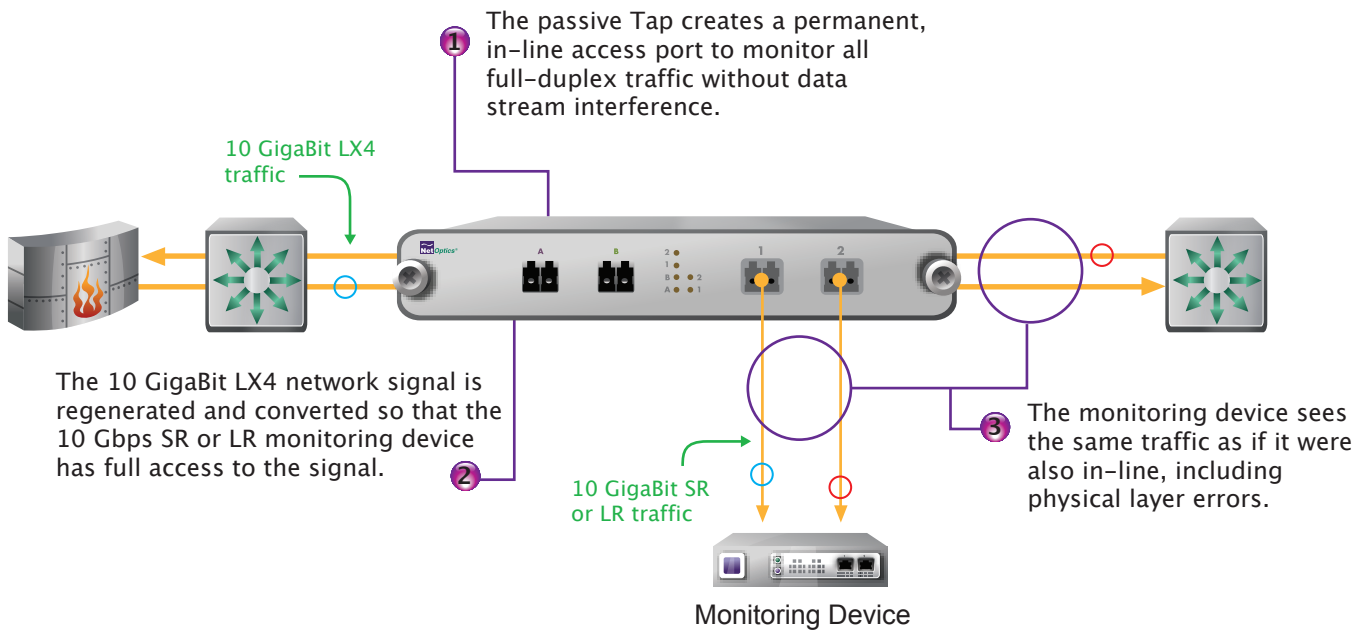 1
The passive Tap creates a permanent,
in-line access port to monitor all
full-duplex traffic without data
stream interference.
10 GigaBit LX4
traffic
NetOptics®
A
B
2
1
B 2
A 1
1
2
The 10 GigaBit LX4 network signal is
regenerated and converted so that the
10 Gbps SR or LR monitoring device
has full access to the signal.
2
10 GigaBit SR
or LR traffic
3
The monitoring device sees
the same traffic as if it were
also in-line, including
physical layer errors.
Monitoring Device